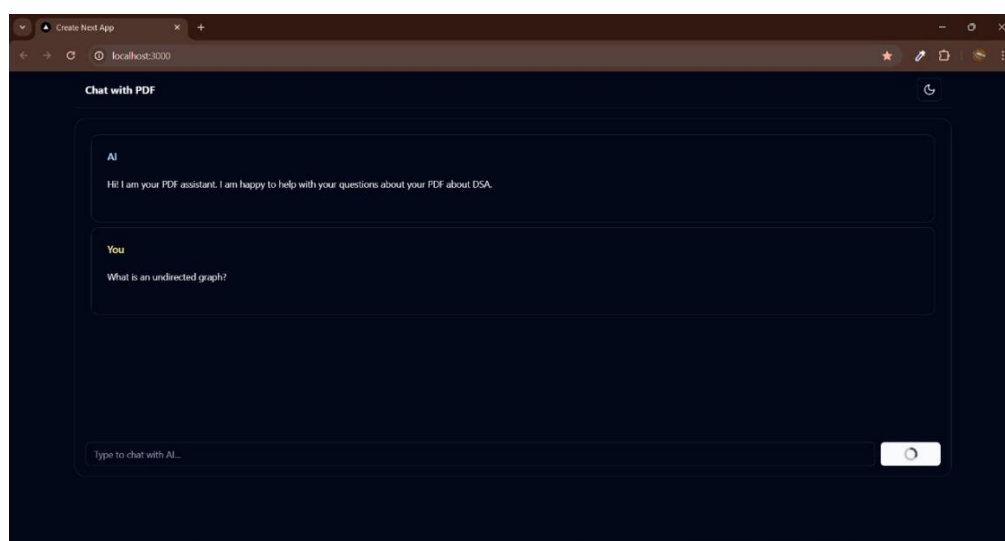 Create Next App
localhost:3000
Chat with PDF
AI
Hi! I am your PDF assistant. I am happy to help with your questions about your PDF about DSA.
You
What is an undirected graph?
Type to chat with AI...